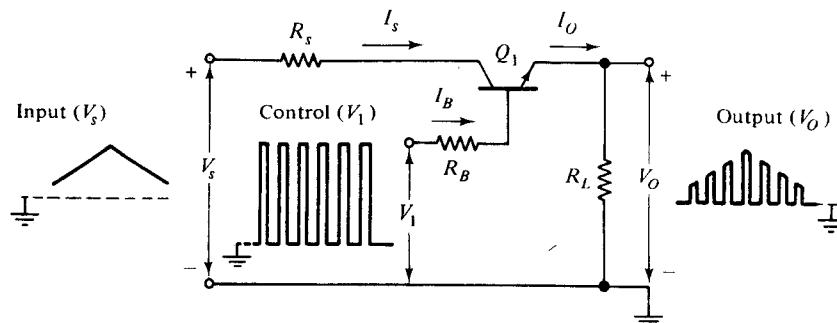 R_s
I_s
Q_1
I_O
+
+
Input (V_s)
Control (V_1)
I_B
Output (V_O)
V_s
R_B
R_L
V_O
V_1
−
−